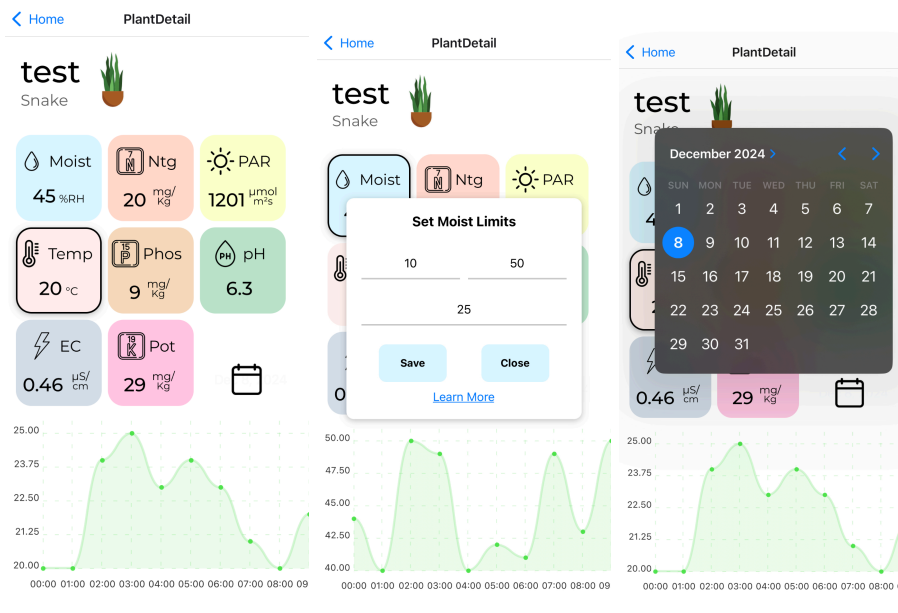 Home PlantDetail
test
Snake
Moist
45 %RH
7 N Ntg
20 mg/Kg
PAR
1201 µmol m²s
Temp
20 °C
15 P Phos
9 mg/Kg
pH pH
6.3
EC
0.46 µS/cm
19 K Pot
29 mg/Kg
25.00
23.75
22.50
21.25
20.00
00:00 01:00 02:00 03:00 04:00 05:00 06:00 07:00 08:00 09
Home PlantDetail
test
Snake
Moist
7 N Ntg
PAR
Set Moist Limits
10 50
25
Save Close
Learn More
0
50.00
47.50
45.00
42.50
40.00
00:00 01:00 02:00 03:00 04:00 05:00 06:00 07:00 08:00 09
Home PlantDetail
test
Snake
December 2024
SUN MON TUE WED THU FRI SAT
1 2 3 4 5 6 7
8 9 10 11 12 13 14
15 16 17 18 19 20 21
22 23 24 25 26 27 28
29 30 31
0.46 µS/cm
29 mg/Kg
25.00
23.75
22.50
21.25
20.00
00:00 01:00 02:00 03:00 04:00 05:00 06:00 07:00 08:00